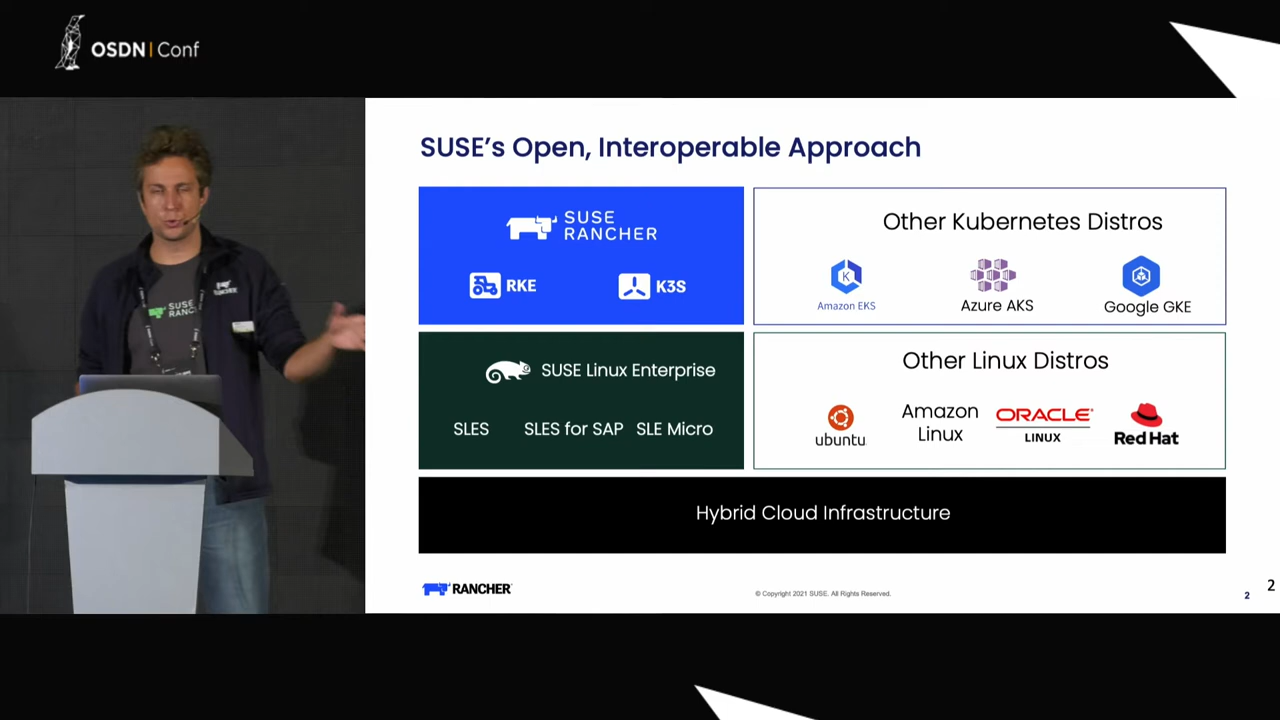 OSDN | Conf
SUSE's Open, Interoperable Approach
SUSE
RANCHER
RKE
K3S
Other Kubernetes Distros
Amazon EKS
Azure AKS
Google GKE
SUSE Linux Enterprise
SLES
SLES for SAP
SLE Micro
Other Linux Distros
ubuntu
Amazon
Linux
ORACLE
LINUX
Red Hat
Hybrid Cloud Infrastructure
RANCHER
© Copyright 2021 SUSE. All Rights Reserved.
2
2
RANCHER
SUSE